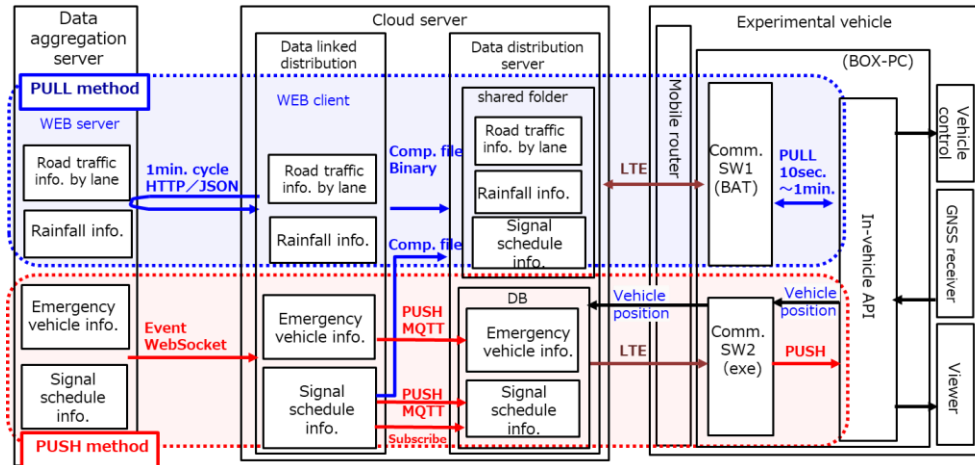 Data
aggregation
server
PULL method
WEB server
Road traffic
info. by lane
Rainfall info.
Emergency
vehicle info.
Signal
schedule
info.
PUSH method
1min. cycle
HTTP／JSON
Event
WebSocket
Cloud server
Data linked
distribution
WEB client
Road traffic
info. by lane
Rainfall info.
Emergency
vehicle info.
Signal
schedule
info.
Comp. file
Binary
Comp. file
PUSH
MQTT
PUSH
MQTT
Subscribe
Data distribution
server
shared folder
Road traffic
info. by lane
Rainfall info.
Signal
schedule
info.
DB
Emergency
vehicle info.
Signal
schedule
info.
LTE
Vehicle
position
LTE
Experimental vehicle
Mobile router
(BOX-PC)
Comm.
SW1
(BAT)
PULL
10sec.
～1min.
Comm.
SW2
(exe)
Vehicle
position
PUSH
In-vehicle API
Vehicle
control
GNSS
receiver
Viewer